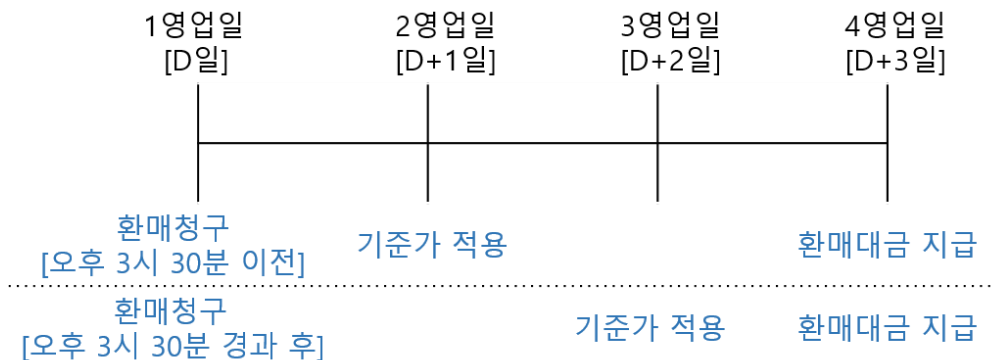 1영업일
[D일]
2영업일
[D+1일]
3영업일
[D+2일]
4영업일
[D+3일]
환매청구
[오후 3시 30분 이전]
기준가 적용
환매대금 지급
환매청구
[오후 3시 30분 경과 후]
기준가 적용
환매대금 지급